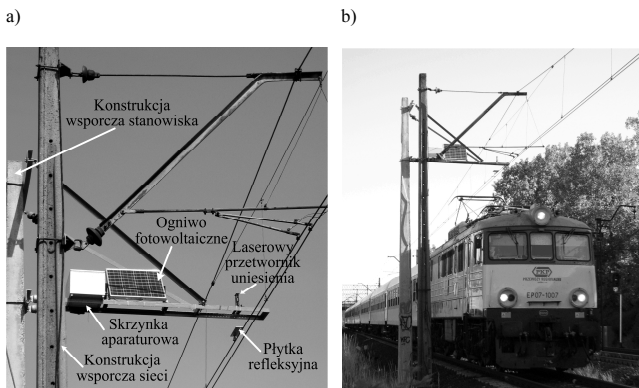 a)
b)
Konstrukcja
wsporcza stanowiska
Ogniwo
fotowoltaiczne
Laserowy
przetwornik
uniesienia
Skrzynka
aparaturowa
Płytka
refleksyjna
Konstrukcja
wsporcza sieci
EP07-1007